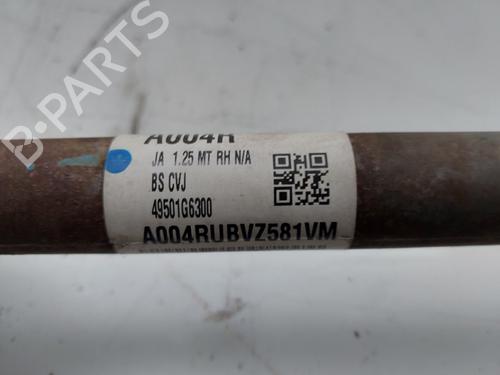 A004R
JA 1.25 MT RH N/A
BS CVJ
49501G6300
A004RUBVZ581VM
B-PARTS